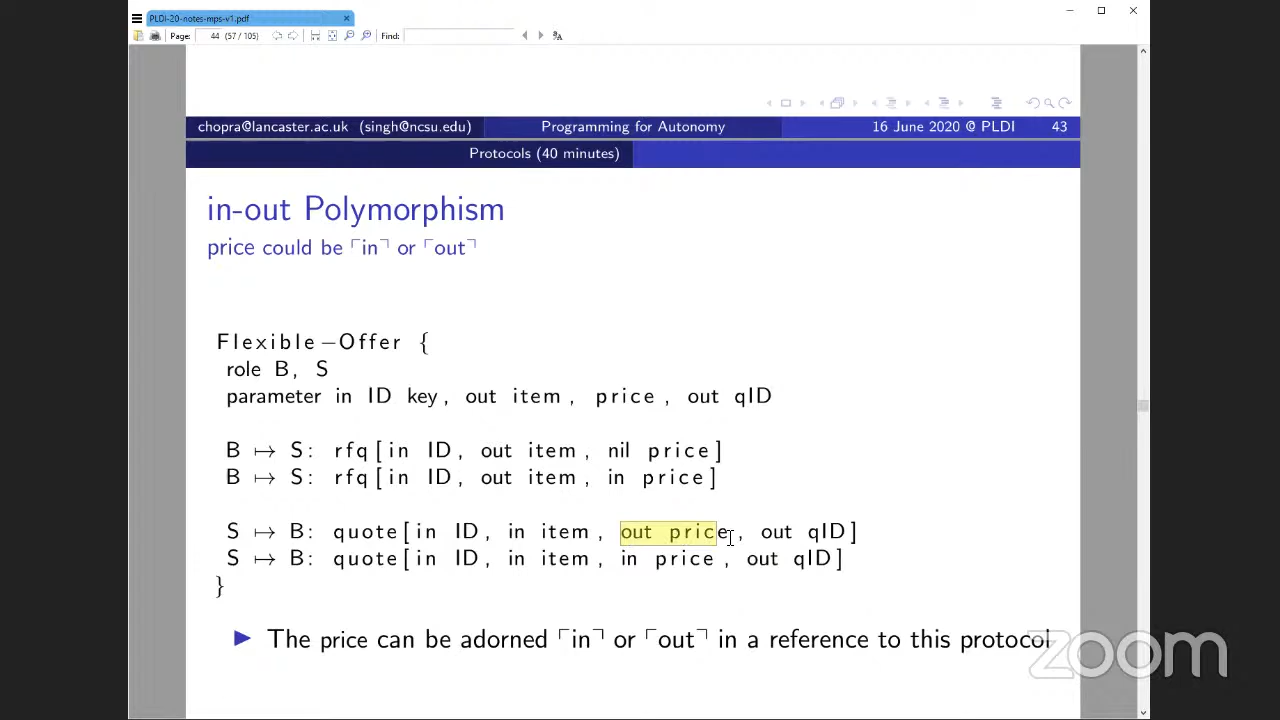 PLDI-20-notes-mps-v1.pdf
Page: 44 (57 / 105) Find:
chopra@lancaster.ac.uk (singh@ncsu.edu) Programming for Autonomy 16 June 2020 @ PLDI 43
Protocols (40 minutes)
in-out Polymorphism
price could be ⌜in⌝ or ⌜out⌝
Flexible−Offer {
role B, S
parameter in ID key, out item, price, out qID
B ↦ S: rfq[in ID, out item, nil price]
B ↦ S: rfq[in ID, out item, in price]
S ↦ B: quote[in ID, in item, out price, out qID]
S ↦ B: quote[in ID, in item, in price, out qID]
}
▶ The price can be adorned ⌜in⌝ or ⌜out⌝ in a reference to this protocol
zoom